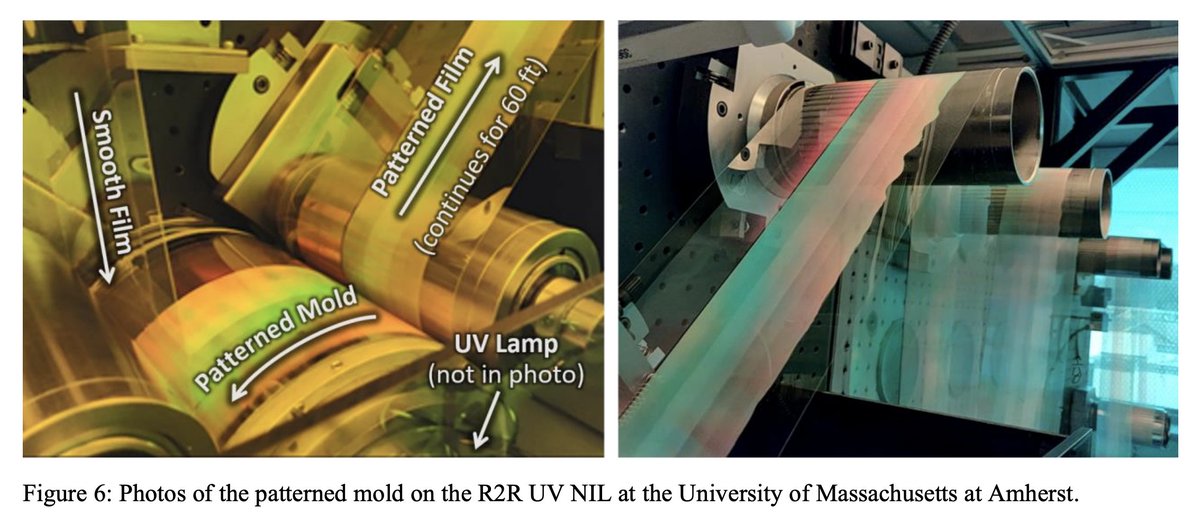 Smooth Film
Patterned Film
(continues for 60 ft)
Patterned Mold
UV Lamp
(not in photo)
Figure 6: Photos of the patterned mold on the R2R UV NIL at the University of Massachusetts at Amherst.